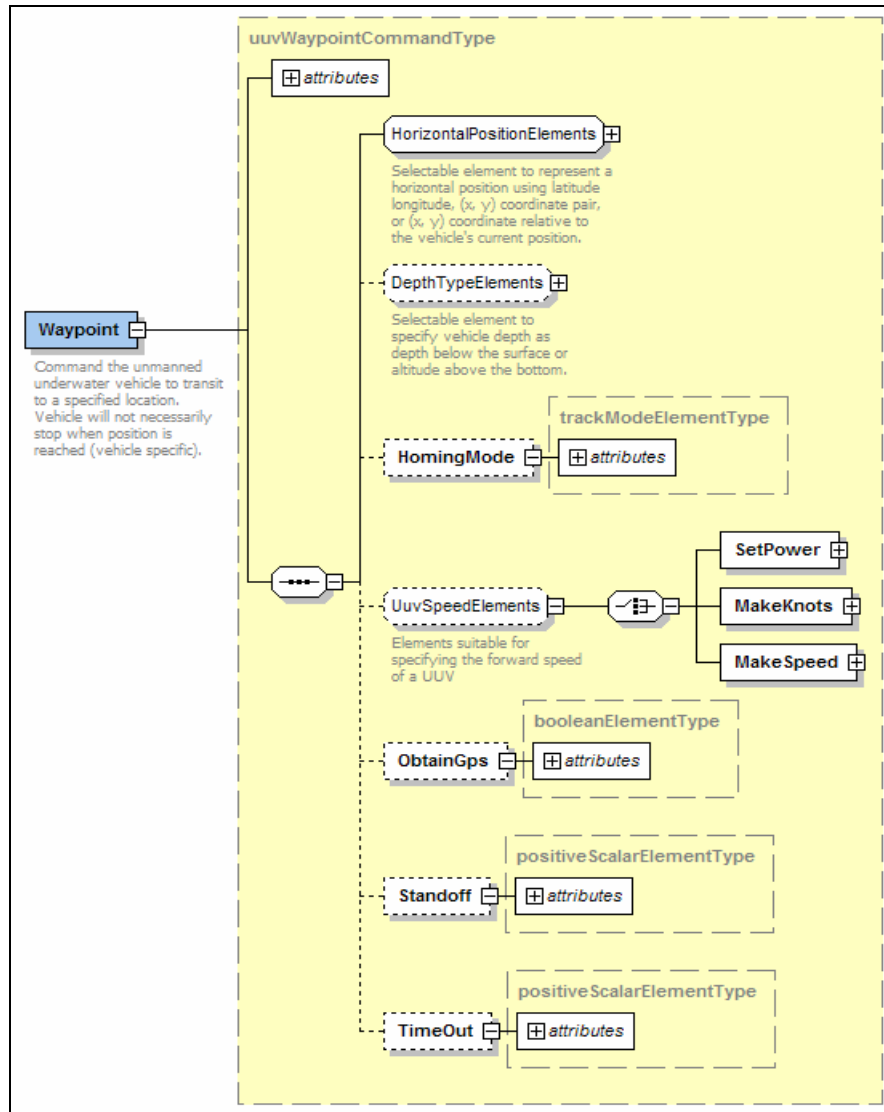 uuvWaypointCommandType
attributes
HorizontalPositionElements
Selectable element to represent a
horizontal position using latitude
longitude, (x, y) coordinate pair,
or (x, y) coordinate relative to
the vehicle's current position.
DepthTypeElements
Selectable element to
specify vehicle depth as
depth below the surface or
altitude above the bottom.
Waypoint
Command the unmanned
underwater vehicle to transit
to a specified location.
Vehicle will not necessarily
stop when position is
reached (vehicle specific).
trackModeElementType
HomingMode
attributes
SetPower
UuvSpeedElements
MakeKnots
Elements suitable for
specifying the forward speed
of a UUV
MakeSpeed
booleanElementType
ObtainGps
attributes
positiveScalarElementType
Standoff
attributes
positiveScalarElementType
TimeOut
attributes